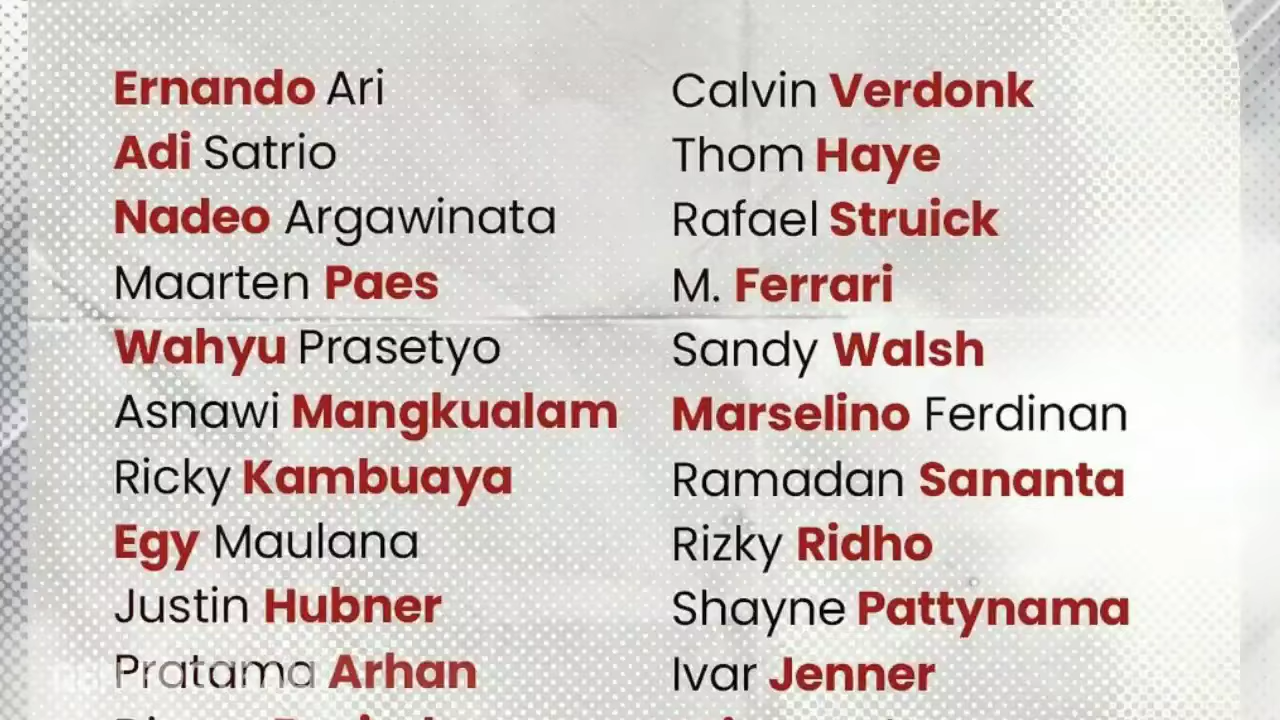 Ernando Ari
Adi Satrio
Nadeo Argawinata
Maarten Paes
Wahyu Prasetyo
Asnawi Mangkualam
Ricky Kambuaya
Egy Maulana
Justin Hubner
Pratama Arhan
Calvin Verdonk
Thom Haye
Rafael Struick
M. Ferrari
Sandy Walsh
Marselino Ferdinan
Ramadan Sananta
Rizky Ridho
Shayne Pattynama
Ivar Jenner